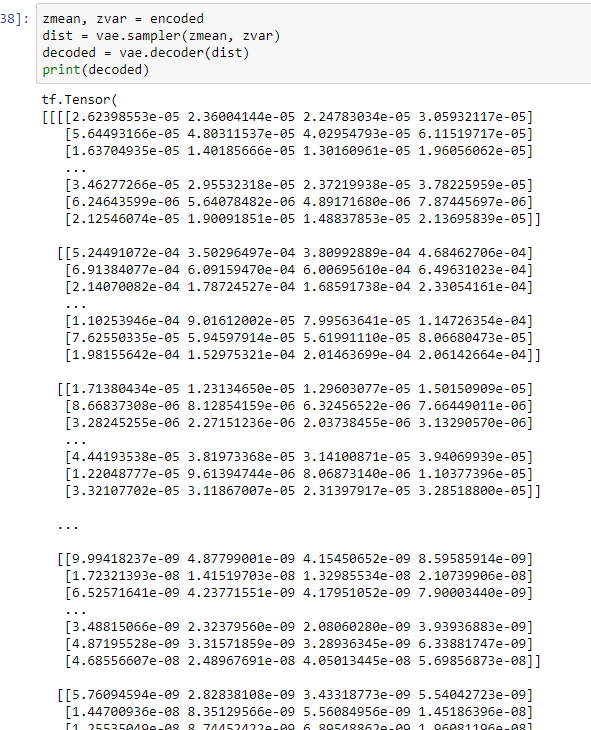 38]:
zmean, zvar = encoded
dist = vae.sampler(zmean, zvar)
decoded = vae.decoder(dist)
print(decoded)
tf.Tensor(
[[[[2.62398553e-05 2.36004144e-05 2.24783034e-05 3.05932117e-05]
[5.64493166e-05 4.80311537e-05 4.02954793e-05 6.11519717e-05]
[1.63704935e-05 1.40185666e-05 1.30160961e-05 1.96056062e-05]
...
[3.46277266e-05 2.95532318e-05 2.37219938e-05 3.78225959e-05]
[6.24643599e-06 5.64078482e-06 4.89171680e-06 7.87445697e-06]
[2.12546074e-05 1.90091851e-05 1.48837853e-05 2.13695839e-05]]
[[5.24491072e-04 3.50296497e-04 3.80992889e-04 4.68462706e-04]
[6.91384077e-04 6.09159470e-04 6.00695610e-04 6.49631023e-04]
[2.14070082e-04 1.78724527e-04 1.68591738e-04 2.33054161e-04]
...
[1.10253946e-04 9.01612002e-05 7.99563641e-05 1.14726354e-04]
[7.62550335e-05 5.94597914e-05 5.61991110e-05 8.06680473e-05]
[1.98155642e-04 1.52975321e-04 2.01463699e-04 2.06142664e-04]]
[[1.71380434e-05 1.23134650e-05 1.29603077e-05 1.50150909e-05]
[8.66837308e-06 8.12854159e-06 6.32456522e-06 7.66449011e-06]
[3.28245255e-06 2.27151236e-06 2.03738455e-06 3.13290570e-06]
...
[4.44193538e-05 3.81973368e-05 3.14100871e-05 3.94069939e-05]
[1.22048777e-05 9.61394744e-06 8.06873140e-06 1.10377396e-05]
[3.32107702e-05 3.11867007e-05 2.31397917e-05 3.28518800e-05]]
...
[[9.99418237e-09 4.87799001e-09 4.15450652e-09 8.59585914e-09]
[1.72321393e-08 1.41519703e-08 1.32985534e-08 2.10739906e-08]
[6.52571641e-09 4.23771551e-09 4.17951052e-09 7.90003440e-09]
...
[3.48815066e-09 2.32379560e-09 2.08060280e-09 3.93936883e-09]
[4.87195528e-09 3.31571859e-09 3.28936345e-09 6.33881747e-09]
[4.68556607e-08 2.48967691e-08 4.05013445e-08 5.69856873e-08]]
[[5.76094594e-09 2.82838108e-09 3.43318773e-09 5.54042723e-09]
[1.44700936e-08 8.35129566e-09 5.56084956e-09 1.45186396e-08]
[1.25535049e-08 8.74452422e-09 6.89548862e-09 1.96081196e-08]